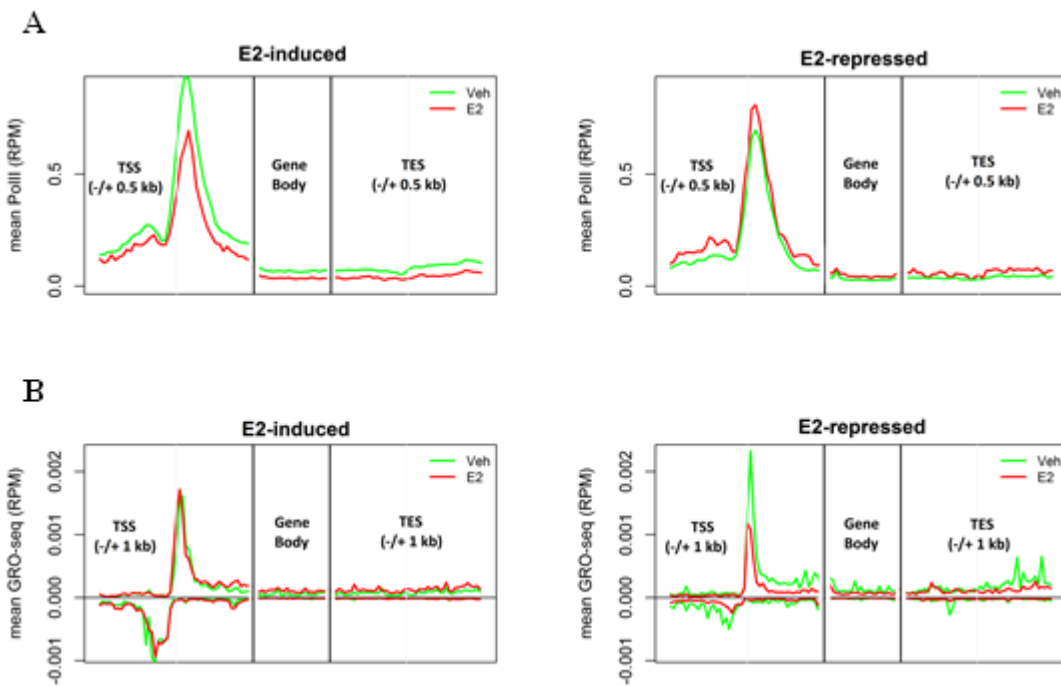 A
E2-induced
mean PolII (RPM)
0.5
0.0
TSS
(-/+ 0.5 kb)
Gene
Body
TES
(-/+ 0.5 kb)
Veh
E2
E2-repressed
mean PolII (RPM)
0.5
0.0
TSS
(-/+ 0.5 kb)
Gene
Body
TES
(-/+ 0.5 kb)
Veh
E2
B
E2-induced
mean GRO-seq (RPM)
0.002
0.001
0.000
-0.001
TSS
(-/+ 1 kb)
Gene
Body
TES
(-/+ 1 kb)
Veh
E2
E2-repressed
mean GRO-seq (RPM)
0.002
0.001
0.000
-0.001
TSS
(-/+ 1 kb)
Gene
Body
TES
(-/+ 1 kb)
Veh
E2